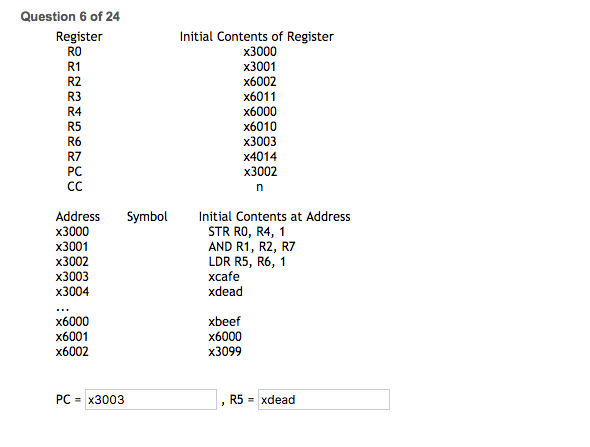 Question 6 of 24
Register Initial Contents of Register
R0 x3000
R1 x3001
R2 x6002
R3 x6011
R4 x6000
R5 x6010
R6 x3003
R7 x4014
PC x3002
CC n
Address Symbol Initial Contents at Address
x3000 STR R0, R4, 1
x3001 AND R1, R2, R7
x3002 LDR R5, R6, 1
x3003 xcafe
x3004 xdead
...
x6000 xbeef
x6001 x6000
x6002 x3099
PC = x3003 , R5 = xdead